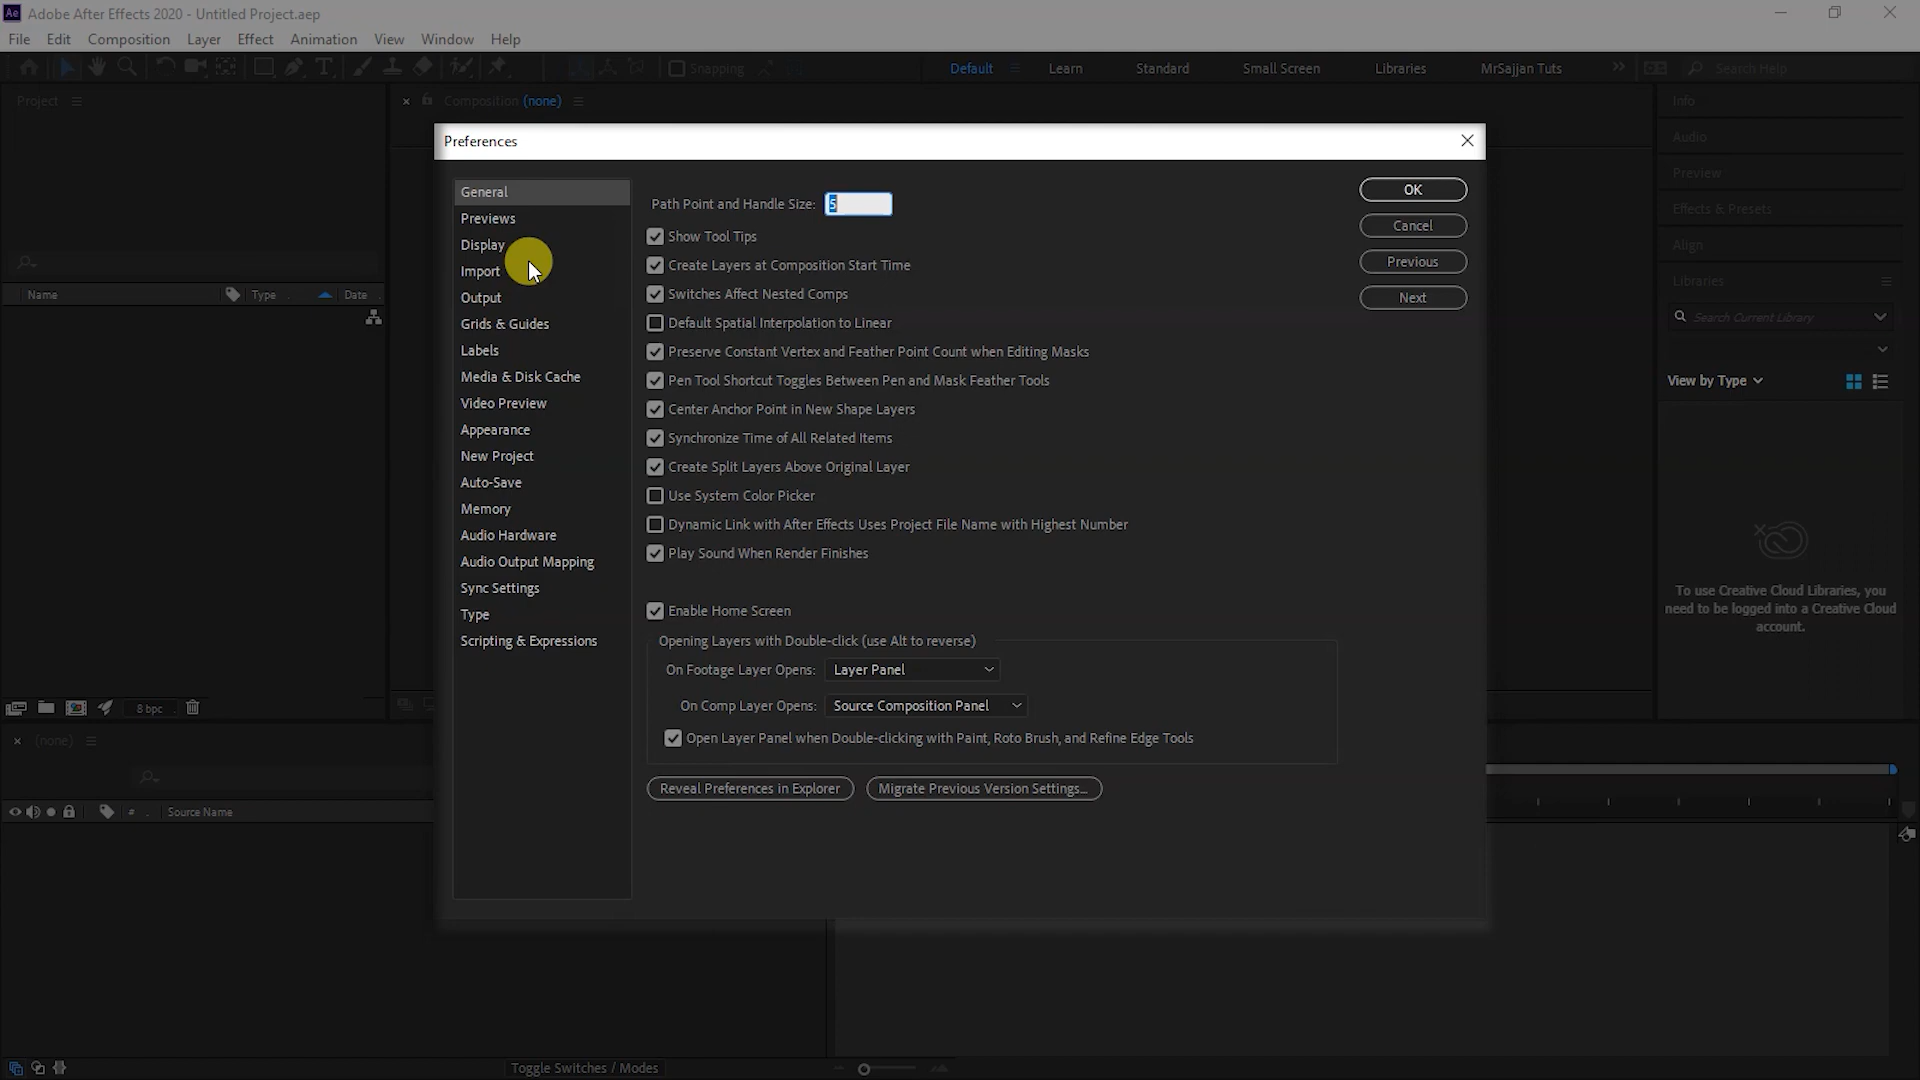 Ae Adobe After Effects 2020 - Untitled Project.aep
File Edit Composition Layer Effect Animation View Window Help
Snapping Default Learn Standard Small Screen Libraries MrSajjan Tuts Search Help
Project
Composition (none)
Info
Audio
Preview
Effects & Presets
Align
Libraries
Search Current Library
View by Type
To use Creative Cloud Libraries, you
need to be logged into a Creative Cloud
account.
Name Type Date
8 bpc
(none)
# Source Name
Toggle Switches / Modes
Preferences
General
Previews
Display
Import
Output
Grids & Guides
Labels
Media & Disk Cache
Video Preview
Appearance
New Project
Auto-Save
Memory
Audio Hardware
Audio Output Mapping
Sync Settings
Type
Scripting & Expressions
Path Point and Handle Size: 5
Show Tool Tips
Create Layers at Composition Start Time
Switches Affect Nested Comps
Default Spatial Interpolation to Linear
Preserve Constant Vertex and Feather Point Count when Editing Masks
Pen Tool Shortcut Toggles Between Pen and Mask Feather Tools
Center Anchor Point in New Shape Layers
Synchronize Time of All Related Items
Create Split Layers Above Original Layer
Use System Color Picker
Dynamic Link with After Effects Uses Project File Name with Highest Number
Play Sound When Render Finishes
Enable Home Screen
Opening Layers with Double-click (use Alt to reverse)
On Footage Layer Opens: Layer Panel
On Comp Layer Opens: Source Composition Panel
Open Layer Panel when Double-clicking with Paint, Roto Brush, and Refine Edge Tools
Reveal Preferences in Explorer Migrate Previous Version Settings...
OK
Cancel
Previous
Next